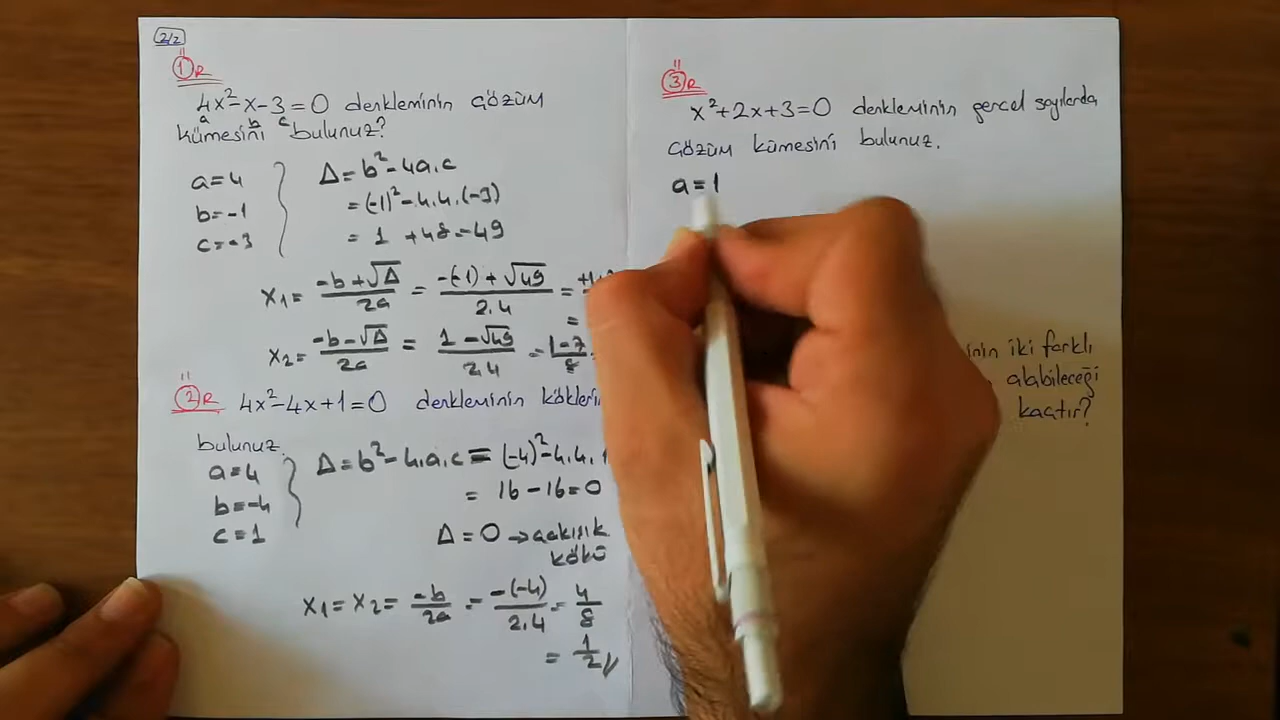 2/2
1) R
4x²-x-3=0 denkleminin çözüm
a b c
kümesini bulunuz?
a=4
b=-1
c=-3
Δ=b²-4a.c
=(-1)²-4.4.(-3)
= 1 +48=49
x₁= -b+√Δ/2a = -(-1)+√49/2.4 =
=
x₂= -b-√Δ/2a = 1-√49/2.4 = 1-7/8
2) R 4x²-4x+1=0 denkleminin
bulunuz.
a=4
b=-4
c=1
Δ=b²-4.a.c = (-4)²-4.4.
= 16-16=0
Δ=0 → çakışık
kökü
x₁=x₂= -b/2a = -(-4)/2.4 = 4/8
= 1/2//
3) R
x²+2x+3=0 denkleminin gerçel sayılarda
çözüm kümesini bulunuz.
a=1
iki farklı
alabileceği
kaçtır?